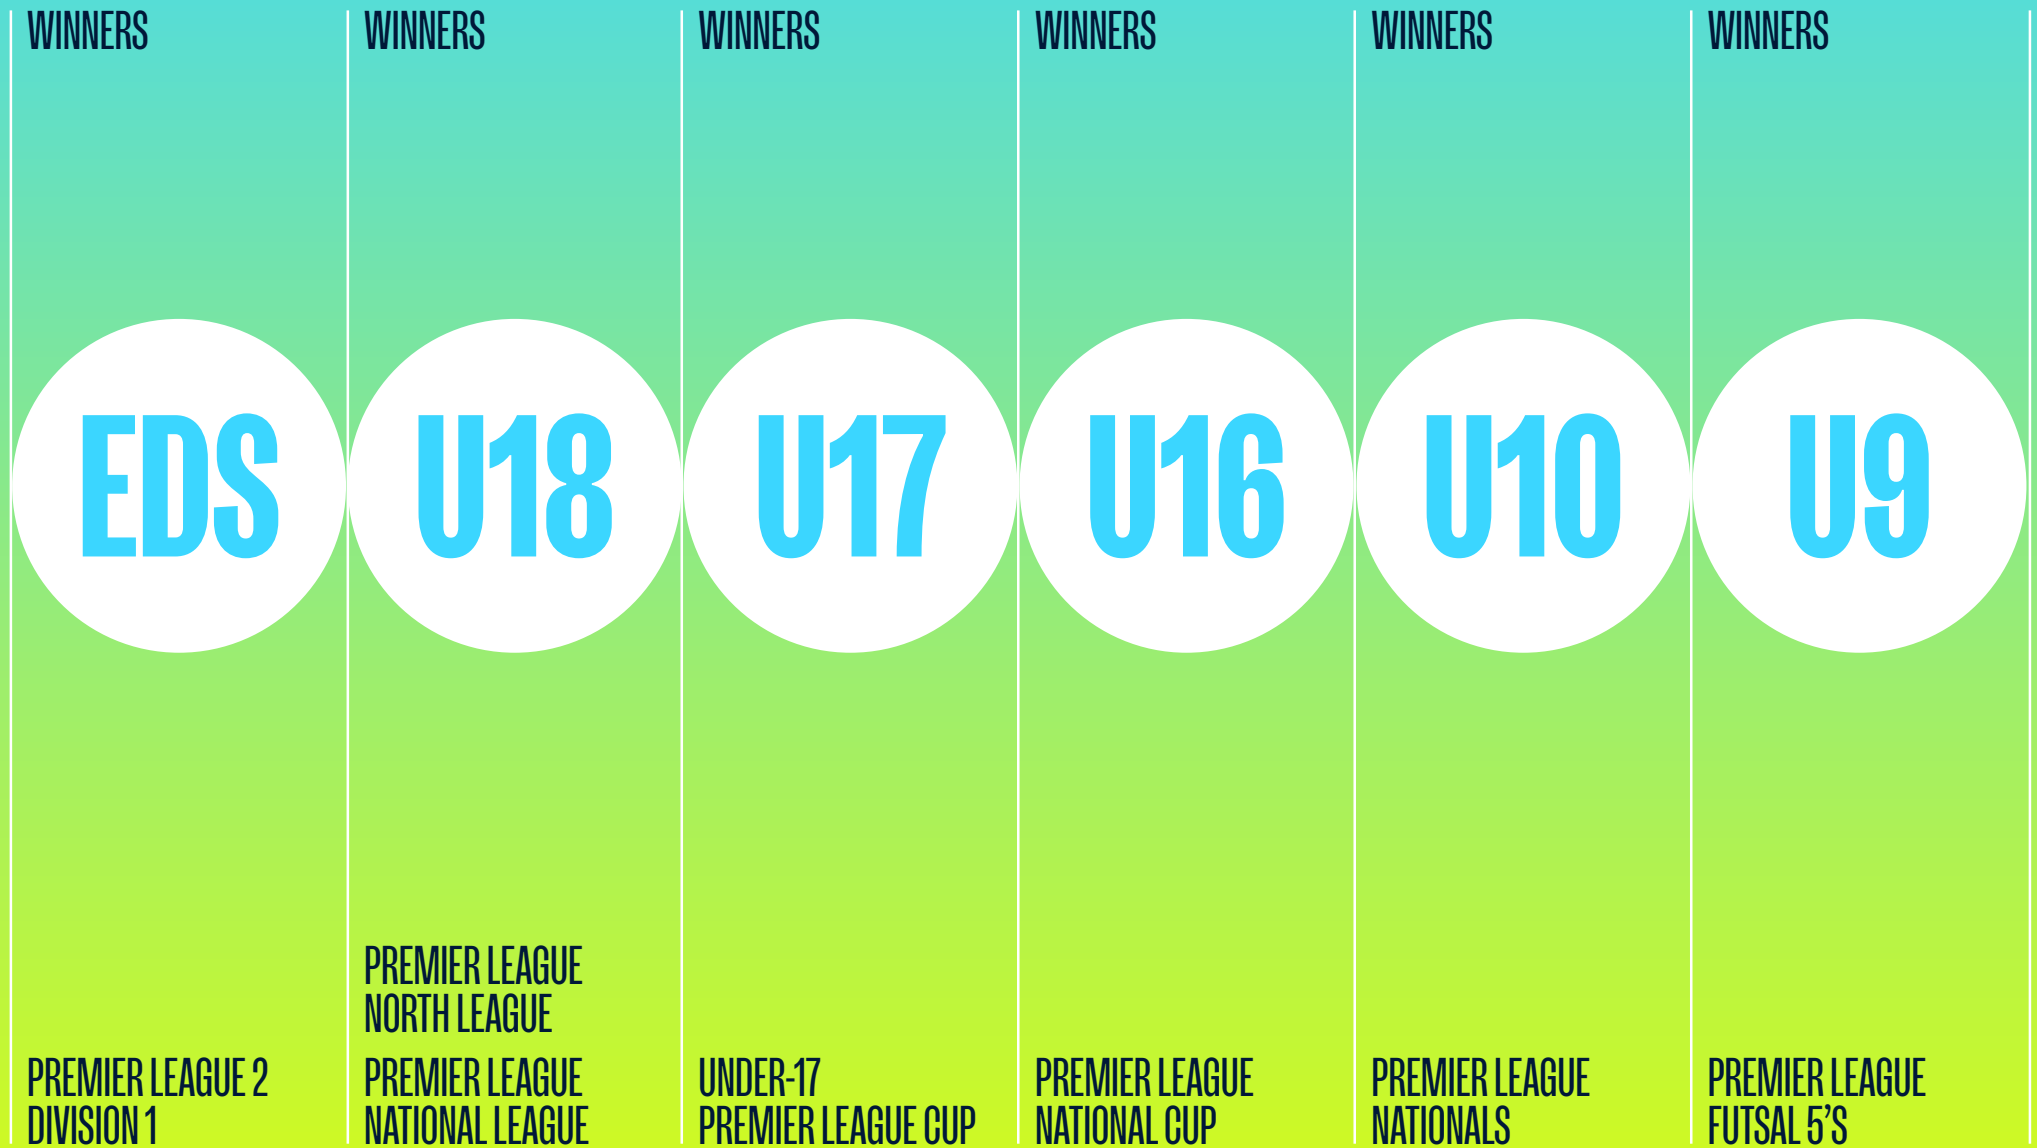 WINNERS
EDS
PREMIER LEAGUE 2
DIVISION 1
WINNERS
U18
PREMIER LEAGUE
NORTH LEAGUE
PREMIER LEAGUE
NATIONAL LEAGUE
WINNERS
U17
UNDER-17
PREMIER LEAGUE CUP
WINNERS
U16
PREMIER LEAGUE
NATIONAL CUP
WINNERS
U10
PREMIER LEAGUE
NATIONALS
WINNERS
U9
PREMIER LEAGUE
FUTSAL 5’S